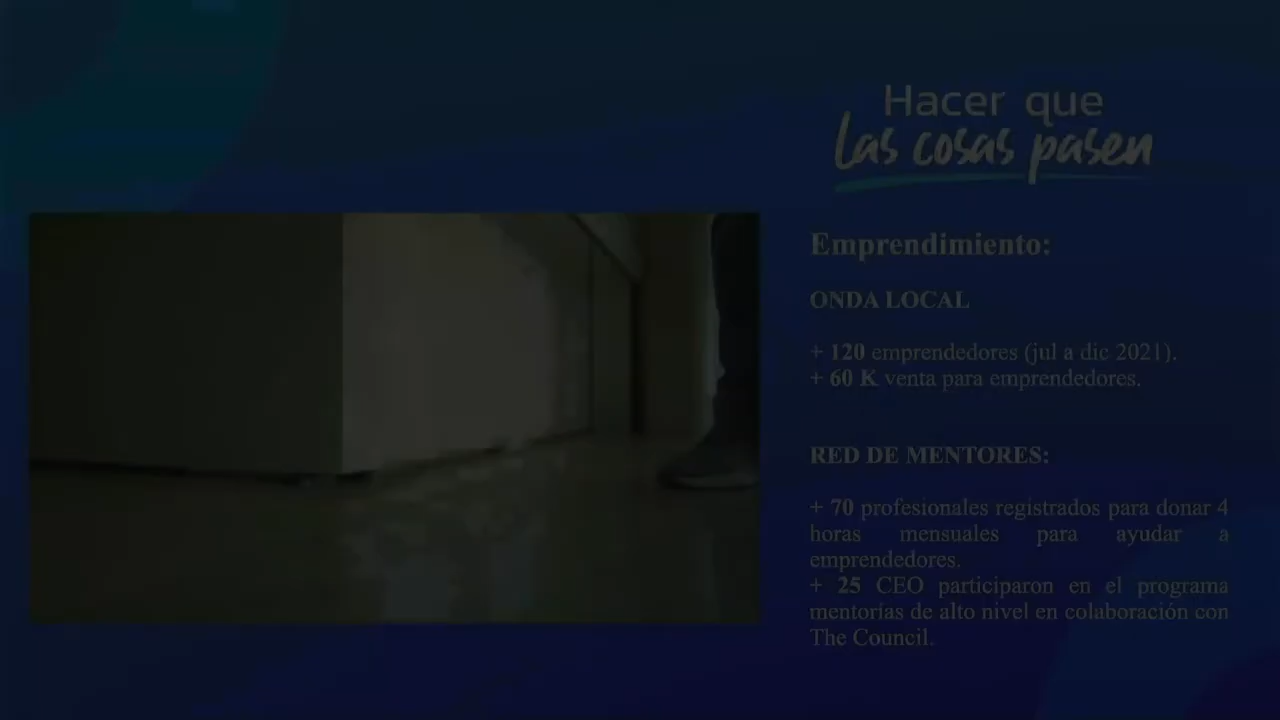 Hacer que
Las cosas pasen
Emprendimiento:
ONDA LOCAL
+ 120 emprendedores (jul a dic 2021).
+ 60 K venta para emprendedores.
RED DE MENTORES:
+ 70 profesionales registrados para donar 4
horas mensuales para ayudar a
emprendedores.
+ 25 CEO participaron en el programa
mentorías de alto nivel en colaboración con
The Council.